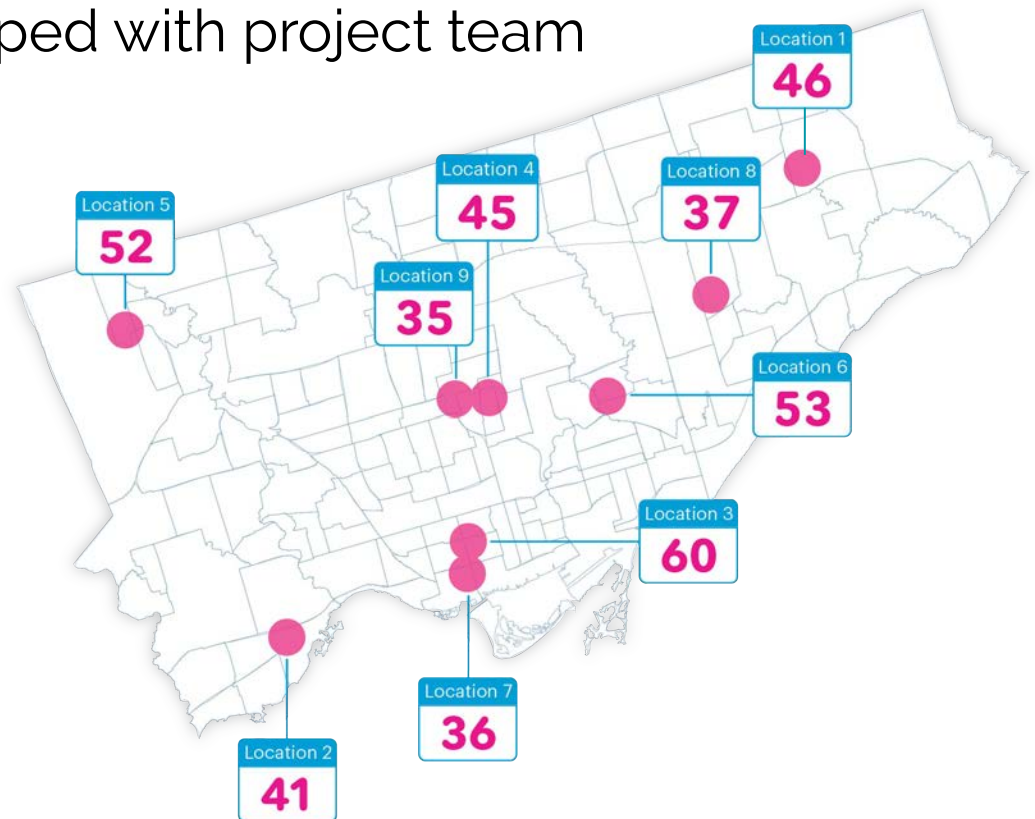 ped with project team
Location 1
46
Location 4
45
Location 8
37
Location 5
52
Location 9
35
Location 6
53
Location 3
60
Location 7
36
Location 2
41